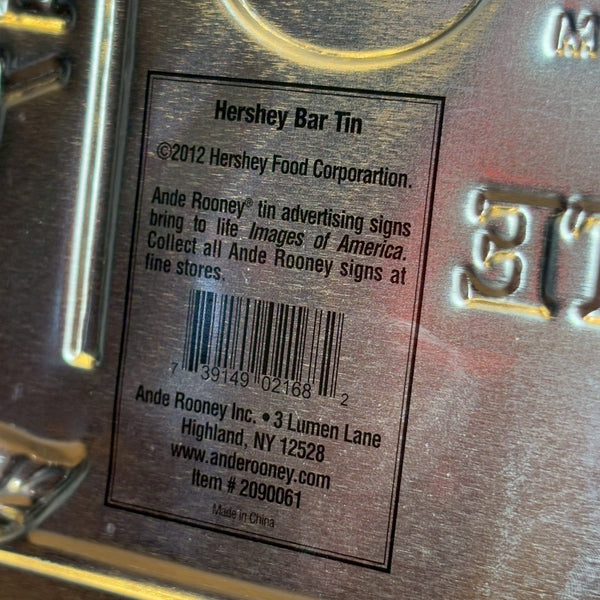 Hershey Bar Tin
©2012 Hershey Food Corporartion.
Ande Rooney® tin advertising signs
bring to life Images of America.
Collect all Ande Rooney signs at
fine stores.
7 39149 02168 2
Ande Rooney Inc. • 3 Lumen Lane
Highland, NY 12528
www.anderooney.com
Item # 2090061
Made in China